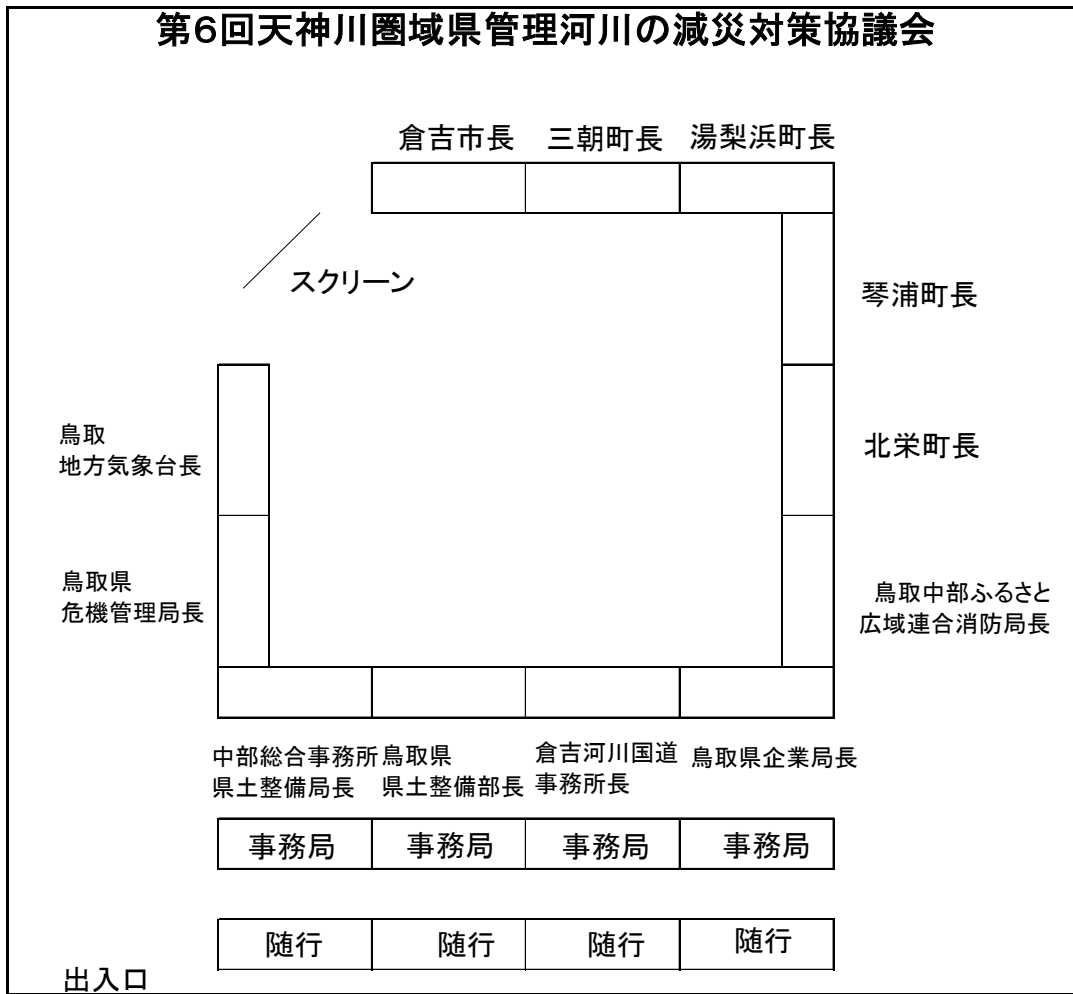 第6回天神川圏域県管理河川の減災対策協議会
倉吉市長
三朝町長
湯梨浜町長
スクリーン
琴浦町長
鳥取
地方気象台長
北栄町長
鳥取県
危機管理局長
鳥取中部ふるさと
広域連合消防局長
中部総合事務所
県土整備局長
鳥取県
県土整備部長
倉吉河川国道
事務所長
鳥取県企業局長
事務局
事務局
事務局
事務局
随行
随行
随行
随行
出入口